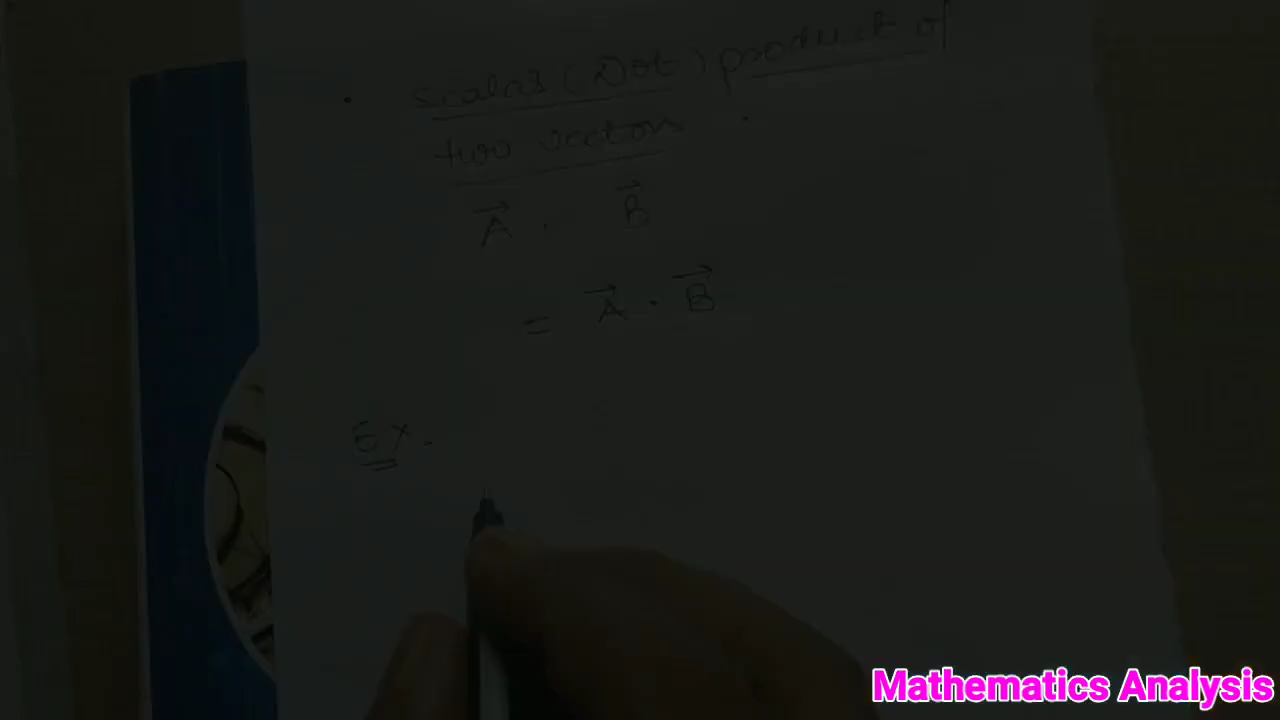 scalar (Dot) product of
two vectors.
A⃗ . B⃗
= A⃗ . B⃗
Ex.
Mathematics Analysis